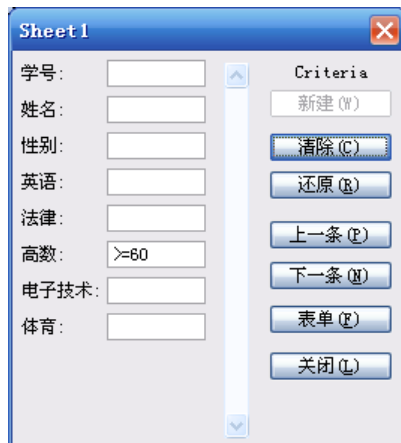 Sheet1
学号:
姓名:
性别:
英语:
法律:
高数: >=60
电子技术:
体育:
Criteria
新建(W)
清除(C)
还原(R)
上一条(P)
下一条(N)
表单(F)
关闭(L)